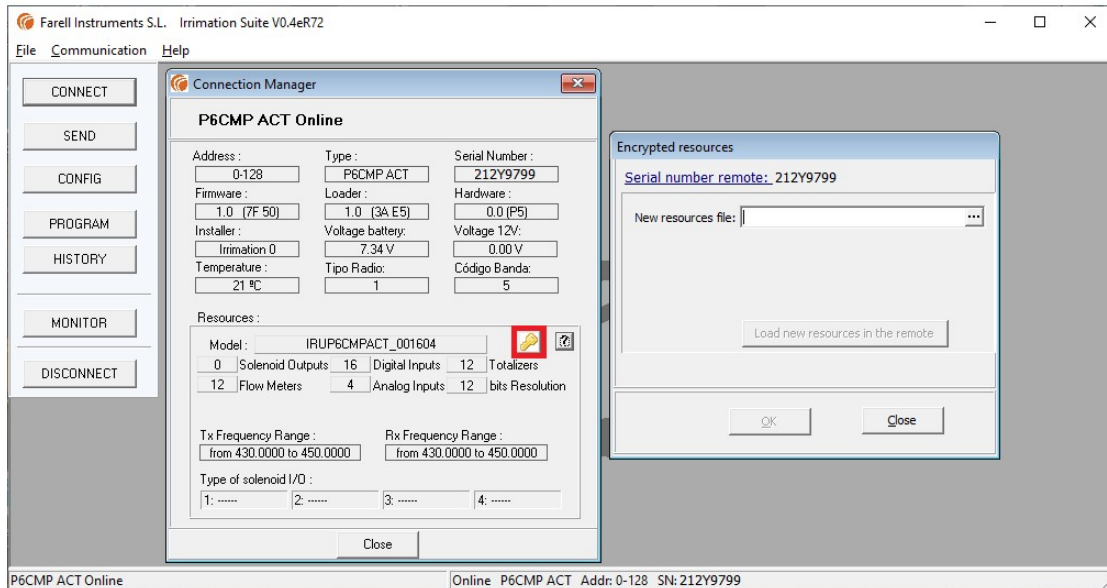 Farell Instruments S.L. Irrimation Suite V0.4eR72
File Communication Help
CONNECT
SEND
CONFIG
PROGRAM
HISTORY
MONITOR
DISCONNECT
Connection Manager
P6CMP ACT Online
Address : Type : Serial Number :
0-128 P6CMP ACT 212Y9799
Firmware : Loader : Hardware :
1.0 (7F 50) 1.0 (3A E5) 0.0 (P5)
Installer : Voltage battery: Voltage 12V:
Irrimation 0 7.34 V 0.00 V
Temperature : Tipo Radio: Código Banda:
21 ºC 1 5
Resources :
Model : IRUP6CMPACT_001604
0 Solenoid Outputs 16 Digital Inputs 12 Totalizers
12 Flow Meters 4 Analog Inputs 12 bits Resolution
Tx Frequency Range : Rx Frequency Range :
from 430.0000 to 450.0000 from 430.0000 to 450.0000
Type of solenoid I/O :
1: ------ 2: ------ 3: ------ 4: ------
Close
Encrypted resources
Serial number remote: 212Y9799
New resources file: ...
Load new resources in the remote
OK Close
P6CMP ACT Online Online P6CMP ACT Addr: 0-128 SN: 212Y9799